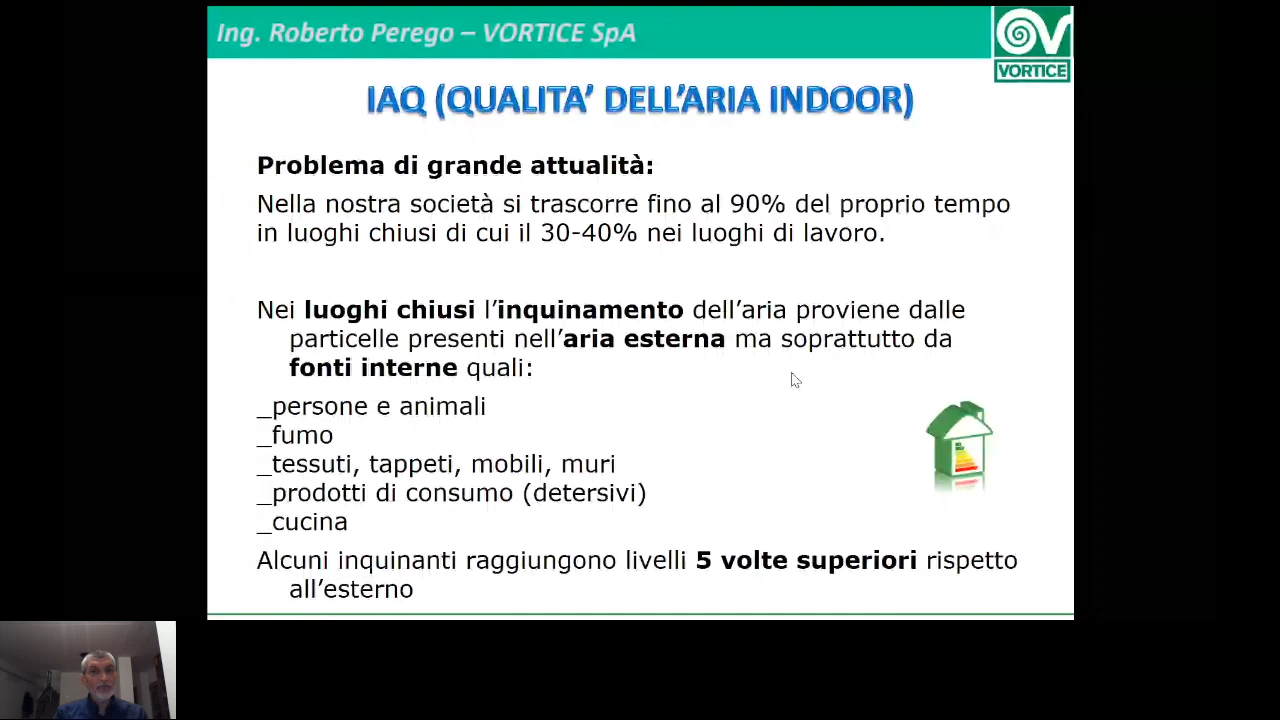 Ing. Roberto Perego – VORTICE SpA
VORTICE
IAQ (QUALITA’ DELL’ARIA INDOOR)
Problema di grande attualità:
Nella nostra società si trascorre fino al 90% del proprio tempo
in luoghi chiusi di cui il 30-40% nei luoghi di lavoro.
Nei luoghi chiusi l’inquinamento dell’aria proviene dalle
particelle presenti nell’aria esterna ma soprattutto da
fonti interne quali:
_persone e animali
_fumo
_tessuti, tappeti, mobili, muri
_prodotti di consumo (detersivi)
_cucina
Alcuni inquinanti raggiungono livelli 5 volte superiori rispetto
all’esterno